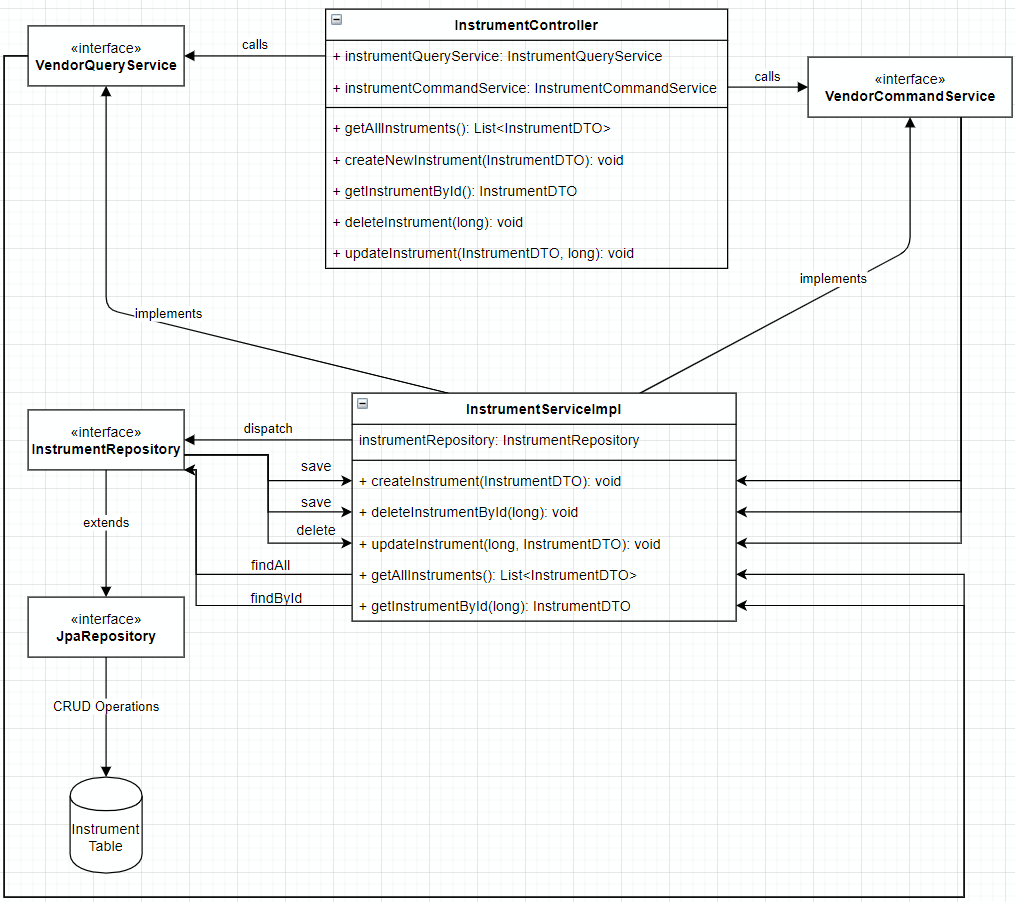 InstrumentController
+ instrumentQueryService: InstrumentQueryService
+ instrumentCommandService: InstrumentCommandService
+ getAllInstruments(): List<InstrumentDTO>
+ createNewInstrument(InstrumentDTO): void
+ getInstrumentById(): InstrumentDTO
+ deleteInstrument(long): void
+ updateInstrument(InstrumentDTO, long): void
«interface»
VendorQueryService
calls
calls
«interface»
VendorCommandService
implements
implements
InstrumentServiceImpl
instrumentRepository: InstrumentRepository
+ createInstrument(InstrumentDTO): void
+ deleteInstrumentById(long): void
+ updateInstrument(long, InstrumentDTO): void
+ getAllInstruments(): List<InstrumentDTO>
+ getInstrumentById(long): InstrumentDTO
«interface»
InstrumentRepository
dispatch
save
save
delete
findAll
findById
extends
«interface»
JpaRepository
CRUD Operations
Instrument
Table